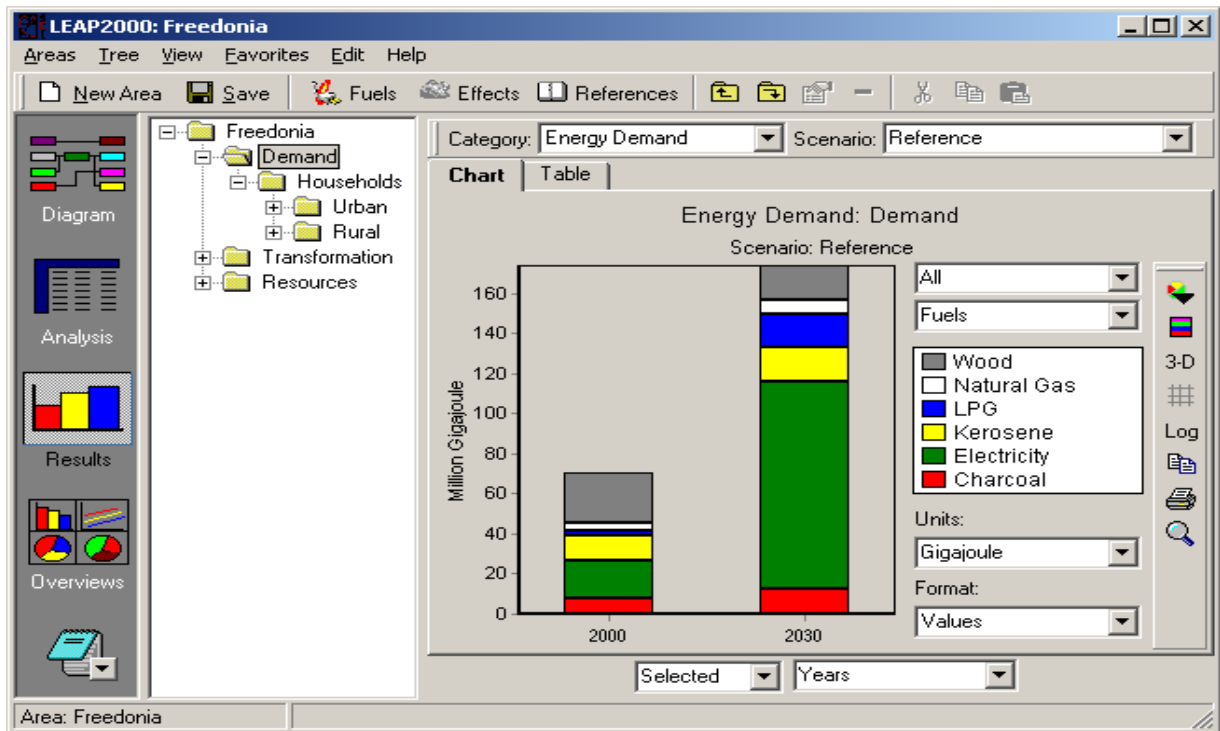 LEAP2000: Freedonia
Areas Tree View Favorites Edit Help
New Area Save Fuels Effects References
Diagram
Analysis
Results
Overviews
Freedonia
Demand
Households
Urban
Rural
Transformation
Resources
Category: Energy Demand Scenario: Reference
Chart Table
Energy Demand: Demand
Scenario: Reference
Million Gigajoule
160
140
120
100
80
60
40
20
0
2000 2030
All
Fuels
Wood
Natural Gas
LPG
Kerosene
Electricity
Charcoal
Units:
Gigajoule
Format:
Values
3-D
Log
Selected Years
Area: Freedonia